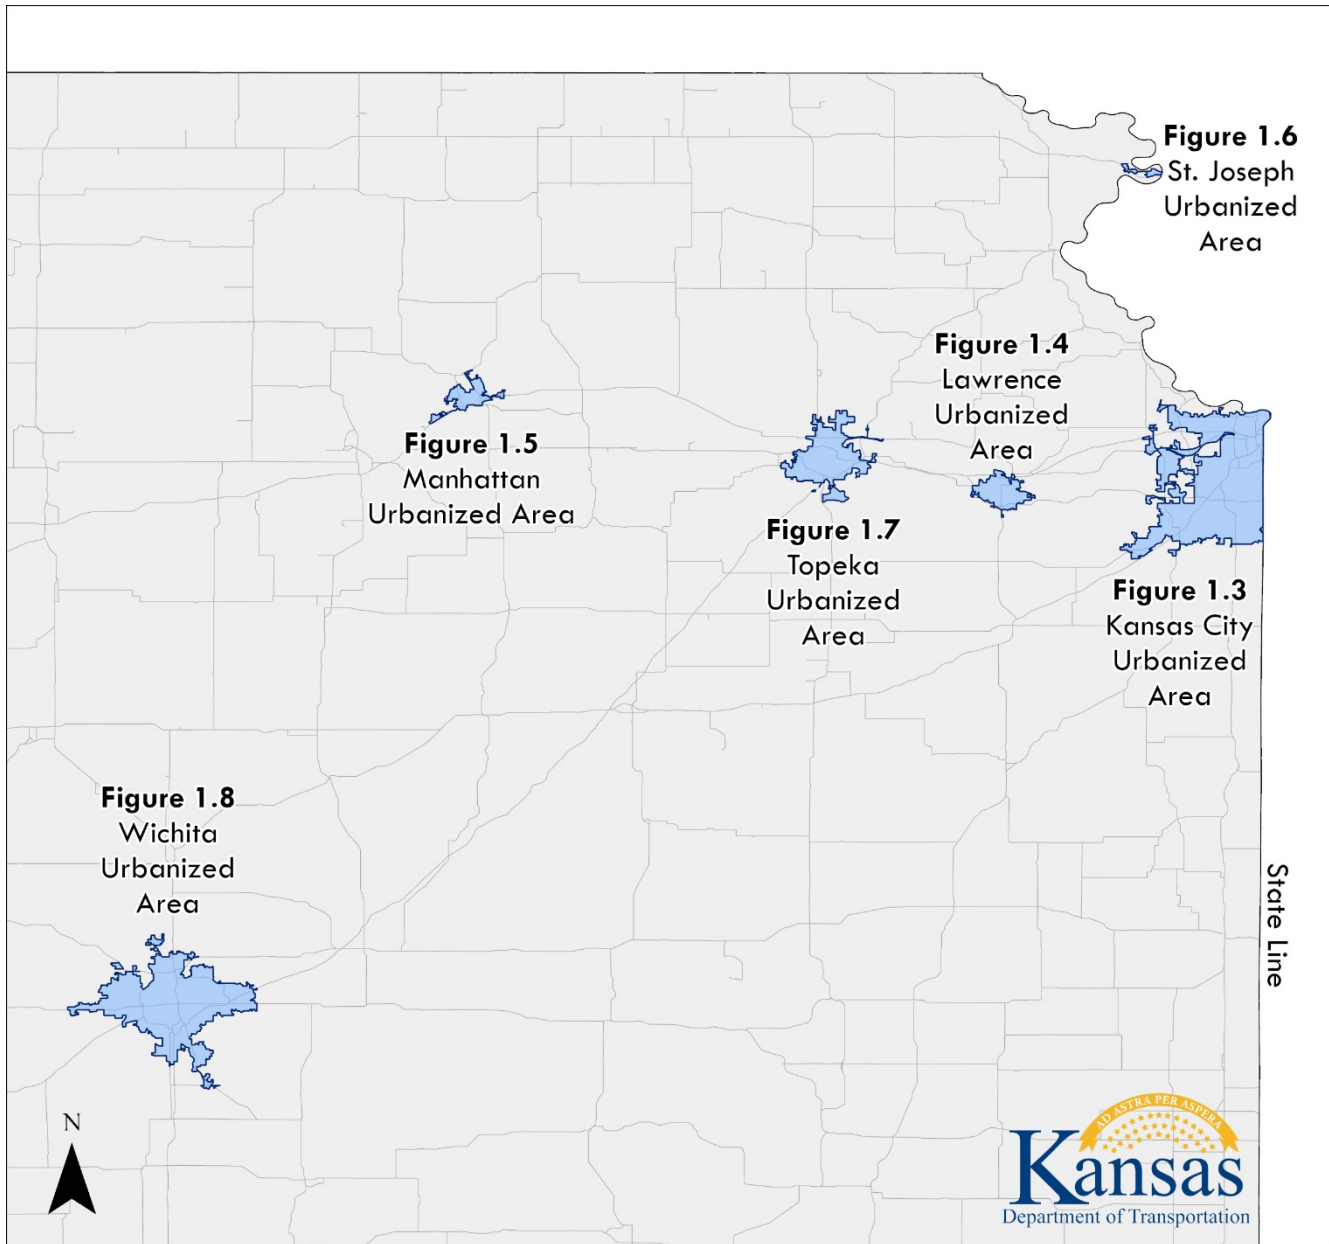 Figure 1.6
St. Joseph
Urbanized
Area
Figure 1.4
Lawrence
Urbanized
Area
Figure 1.5
Manhattan
Urbanized Area
Figure 1.7
Topeka
Urbanized
Area
Figure 1.3
Kansas City
Urbanized
Area
Figure 1.8
Wichita
Urbanized
Area
State Line
N
AD ASTRA PER ASPERA
Kansas
Department of Transportation